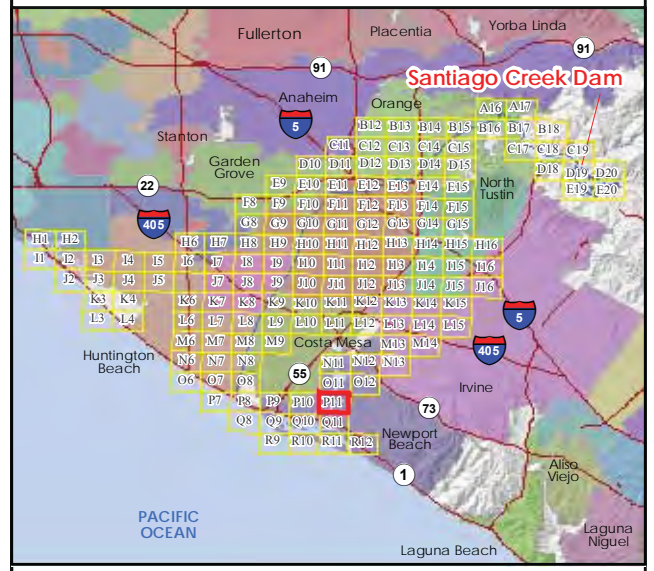 Yorba Linda
Placentia
Fullerton
91
91
Santiago Creek Dam
Anaheim
Orange
A16 A17
5
B12 B13 B14 B15 B16 B17 B18
Stanton
C11 C12 C13 C14 C15 C17 C18 C19
Garden
Grove
D10 D11 D12 D13 D14 D15 D18 D19 D20
22
E9 E10 E11 E12 E13 E14 E15 E19 E20
North
Tustin
F8 F9 F10 F11 F12 F13 F14 F15
405
G8 G9 G10 G11 G12 G13 G14 G15
H1 H2 H6 H7 H8 H9 H10 H11 H12 H13 H14 H15 H16
I1 I2 I3 I4 I5 I6 I7 I8 I9 I10 I11 I12 I13 I14 I15 I16
J2 J3 J4 J5 J7 J8 J9 J10 J11 J12 J13 J14 J15 J16
K3 K4 K6 K7 K8 K9 K10 K11 K12 K13 K14 K15
5
L3 L4 L6 L7 L8 L9 L10 L11 L12 L13 L14 L15
M6 M7 M8 M9 Costa Mesa M13 M14
405
Huntington
Beach
N6 N7 N8 N11 N12 N13
55
O6 O7 O8 O11 O12
Irvine
P7 P8 P9 P10 P11
73
Q8 Q9 Q10 Q11
Newport
Beach
R9 R10 R11 R12
1
Aliso
Viejo
PACIFIC
OCEAN
Laguna
Niguel
Laguna Beach